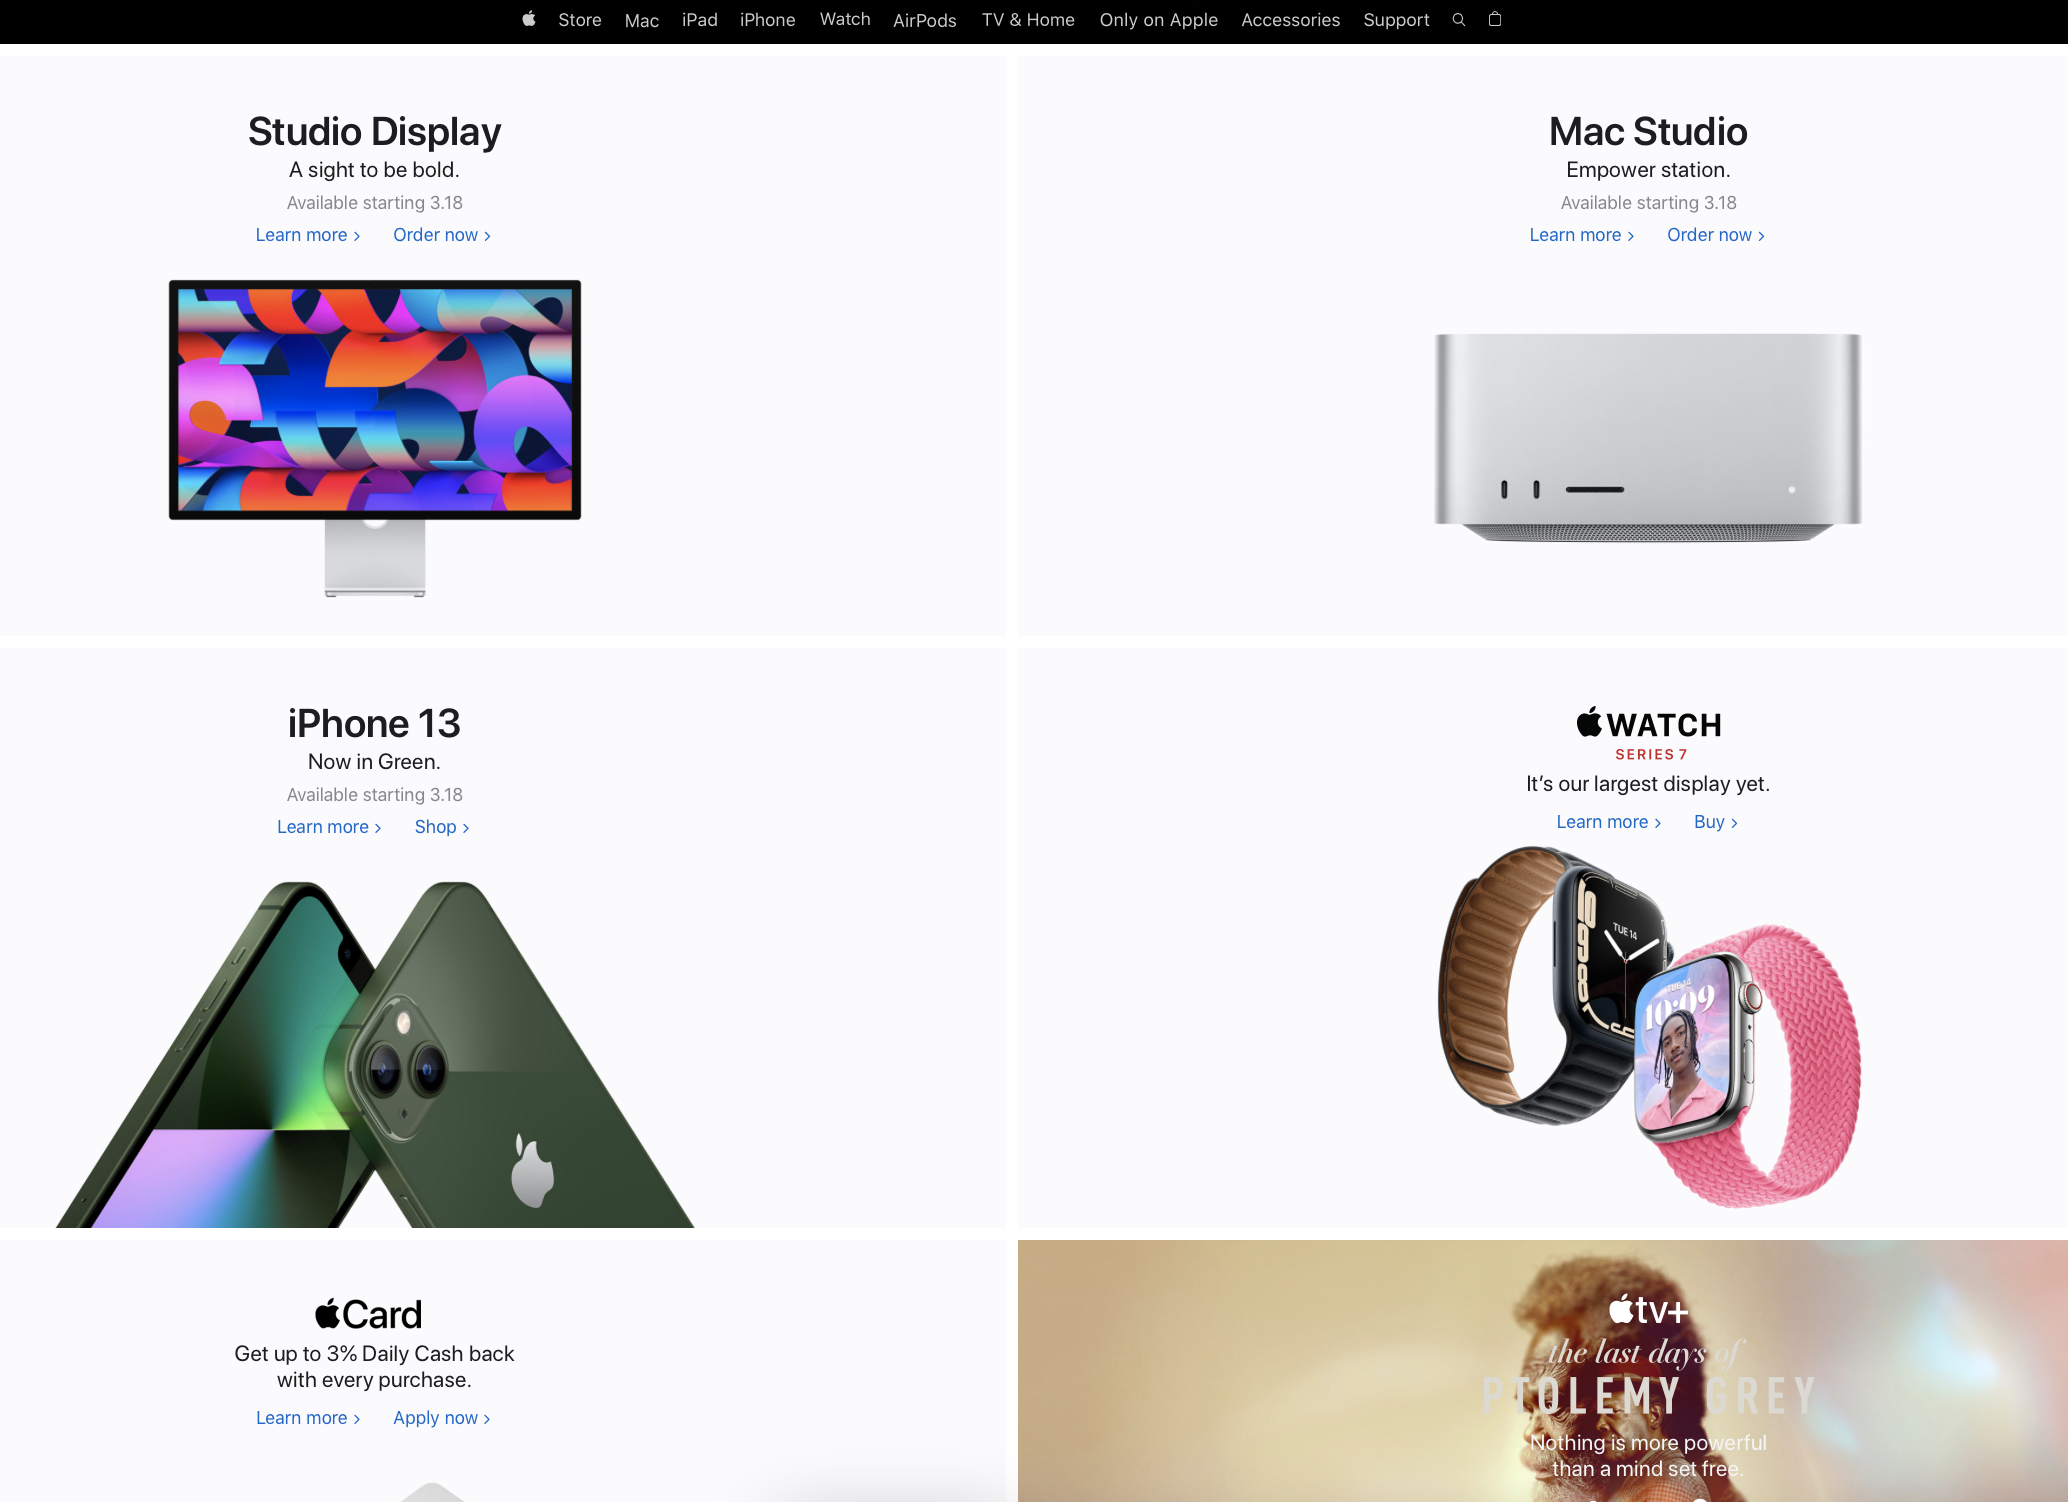 Store Mac iPad iPhone Watch AirPods TV & Home Only on Apple Accessories Support
Studio Display
A sight to be bold.
Available starting 3.18
Learn more > Order now >
Mac Studio
Empower station.
Available starting 3.18
Learn more > Order now >
iPhone 13
Now in Green.
Available starting 3.18
Learn more > Shop >
WATCH
SERIES 7
It's our largest display yet.
Learn more > Buy >
TUE 14
TUE 14
10:09
Card
Get up to 3% Daily Cash back
with every purchase.
Learn more > Apply now >
tv+
the last days of
PTOLEMY GREY
Nothing is more powerful
than a mind set free.